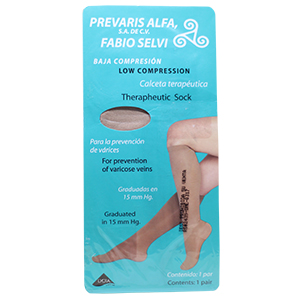 PREVARIS ALFA,
S.A. DE C.V.
FABIO SELVI
BAJA COMPRESIÓN
LOW COMPRESSION
Calceta terapéutica
Therapheutic Sock
Para la prevención
de várices
For prevention
of varicose veins
Graduadas en
15 mm Hg.
Graduated
in 15 mm Hg.
Contenido: 1 par
Contents: 1 pair